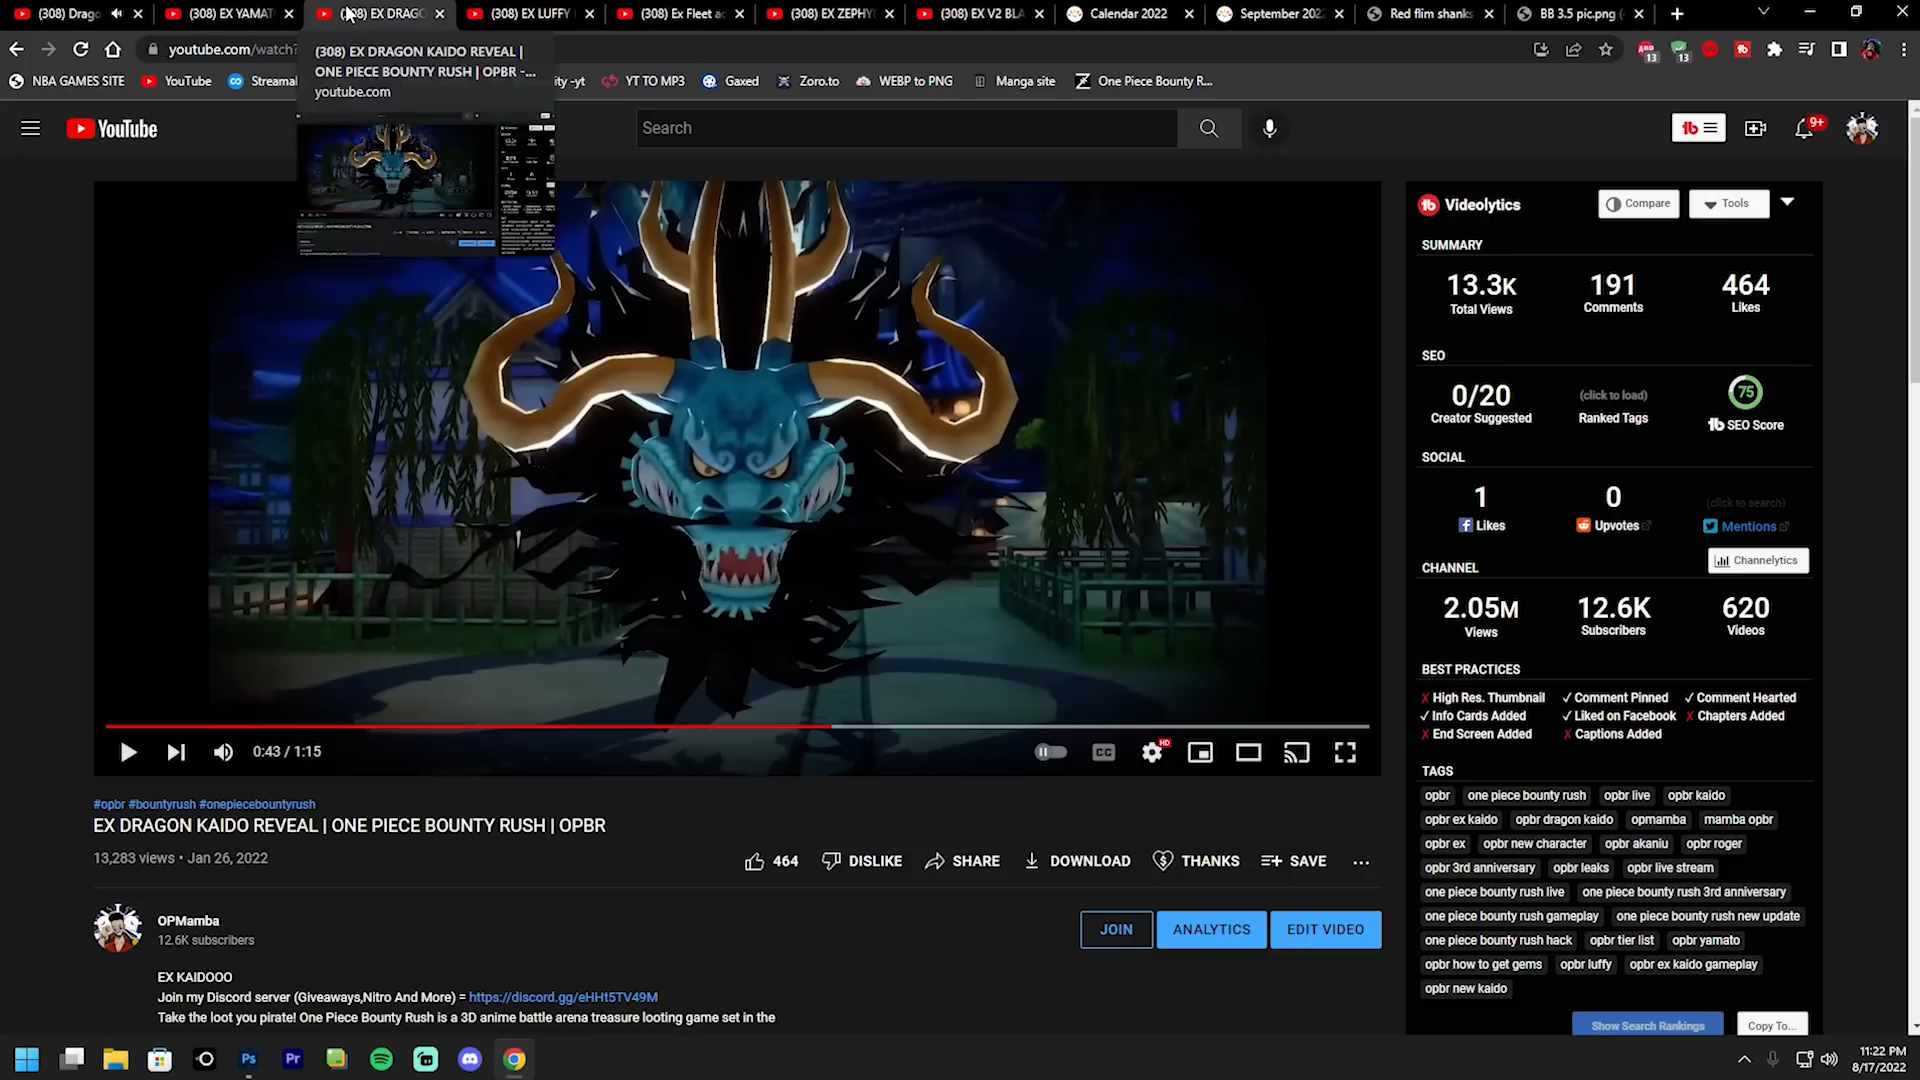 (308) Drago
(308) EX YAMAT
(308) EX DRAGO
(308) EX LUFFY
(308) Ex Fleet ad
(308) EX ZEPHYR
(308) EX V2 BLA
Calendar 2022
September 2022
Red flim shanks
BB 3.5 pic.png (
youtube.com/watch?
13
13
NBA GAMES SITE
YouTube
Streamal
ity -yt
YT TO MP3
Gaxed
Zoro.to
WEBP to PNG
Manga site
One Piece Bounty R...
(308) EX DRAGON KAIDO REVEAL |
ONE PIECE BOUNTY RUSH | OPBR -...
youtube.com
YouTube
Search
9+
Videolytics
Compare
Tools
SUMMARY
13.3K
191
464
Total Views
Comments
Likes
SEO
0/20
(click to load)
75
Creator Suggested
Ranked Tags
SEO Score
SOCIAL
1
0
(click to search)
Likes
Upvotes
Mentions
CHANNEL
Channelytics
2.05M
12.6K
620
Views
Subscribers
Videos
BEST PRACTICES
✗ High Res. Thumbnail
✓ Comment Pinned
✓ Comment Hearted
✓ Info Cards Added
✓ Liked on Facebook
✗ Chapters Added
✗ End Screen Added
✗ Captions Added
TAGS
opbr
one piece bounty rush
opbr live
opbr kaido
opbr ex kaido
opbr dragon kaido
opmamba
mamba opbr
opbr ex
opbr new character
opbr akaniu
opbr roger
opbr 3rd anniversary
opbr leaks
opbr live stream
one piece bounty rush live
one piece bounty rush 3rd anniversary
one piece bounty rush gameplay
one piece bounty rush new update
one piece bounty rush hack
opbr tier list
opbr yamato
opbr how to get gems
opbr luffy
opbr ex kaido gameplay
opbr new kaido
Show Search Rankings
Copy To...
0:43 / 1:15
CC
HD
#opbr #bountyrush #onepiecebountyrush
EX DRAGON KAIDO REVEAL | ONE PIECE BOUNTY RUSH | OPBR
13,283 views • Jan 26, 2022
464
DISLIKE
SHARE
DOWNLOAD
THANKS
SAVE
...
OPMamba
12.6K subscribers
JOIN
ANALYTICS
EDIT VIDEO
EX KAIDOOO
Join my Discord server (Giveaways,Nitro And More) = https://discord.gg/eHHt5TV49M
Take the loot you pirate! One Piece Bounty Rush is a 3D anime battle arena treasure looting game set in the
Ps
Pr
11:22 PM
8/17/2022